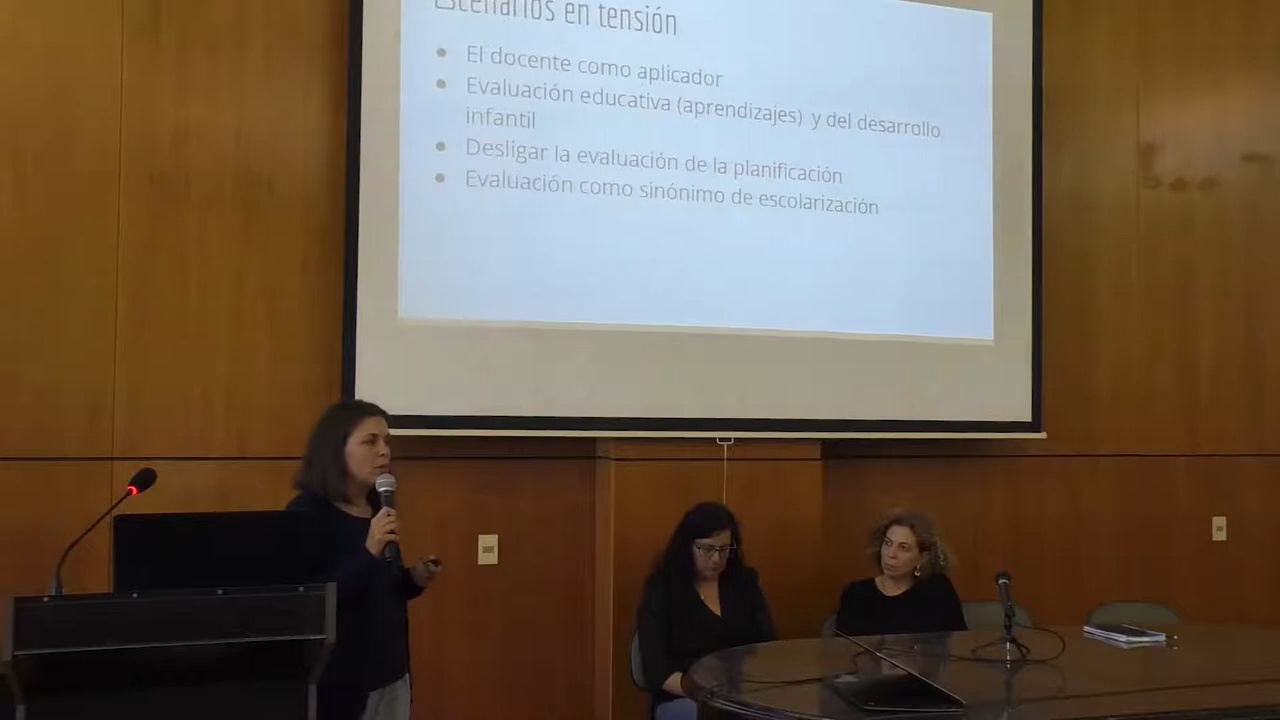 Escenarios en tensión
El docente como aplicador
Evaluación educativa (aprendizajes) y del desarrollo
infantil
Desligar la evaluación de la planificación
Evaluación como sinónimo de escolarización